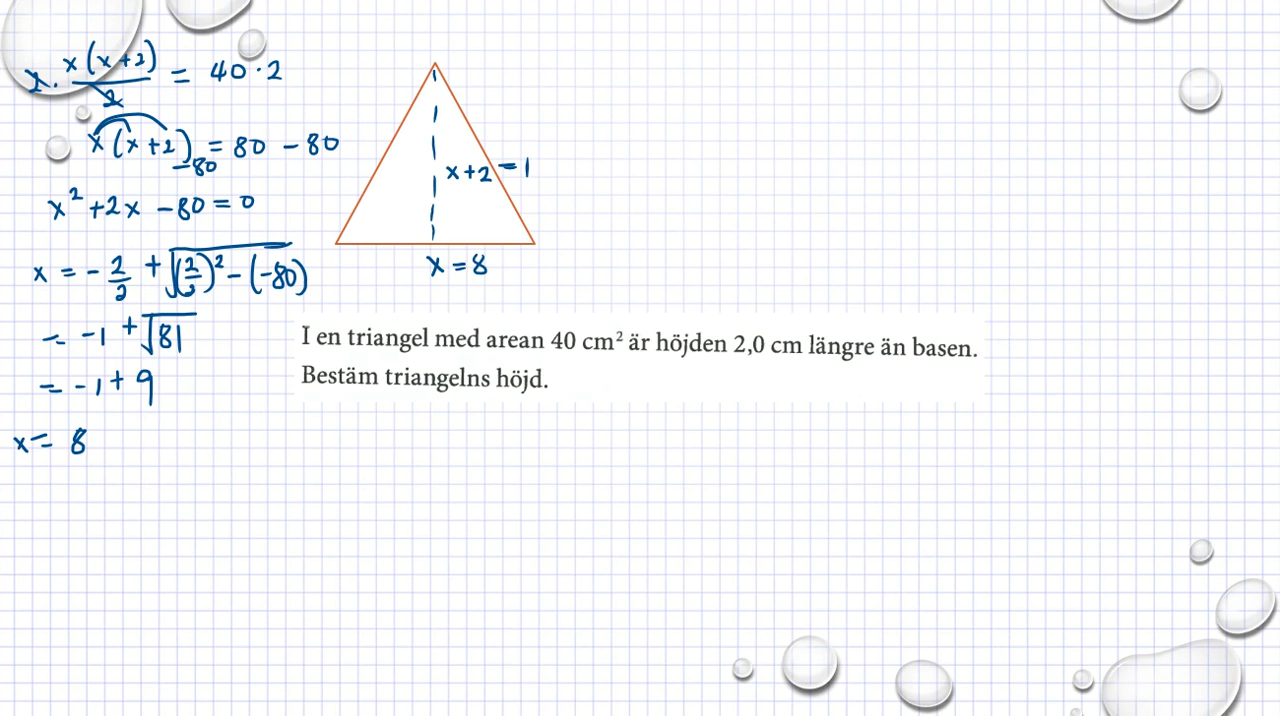 2 · x(x+2)/2 = 40 · 2
x(x+2) -80 = 80 - 80
x² + 2x - 80 = 0
x = - 2/2 + √((2/2)² - (-80))
= -1 + √81
= -1 + 9
x = 8
x+2 = 1
x = 8
I en triangel med arean 40 cm² är höjden 2,0 cm längre än basen.
Bestäm triangelns höjd.